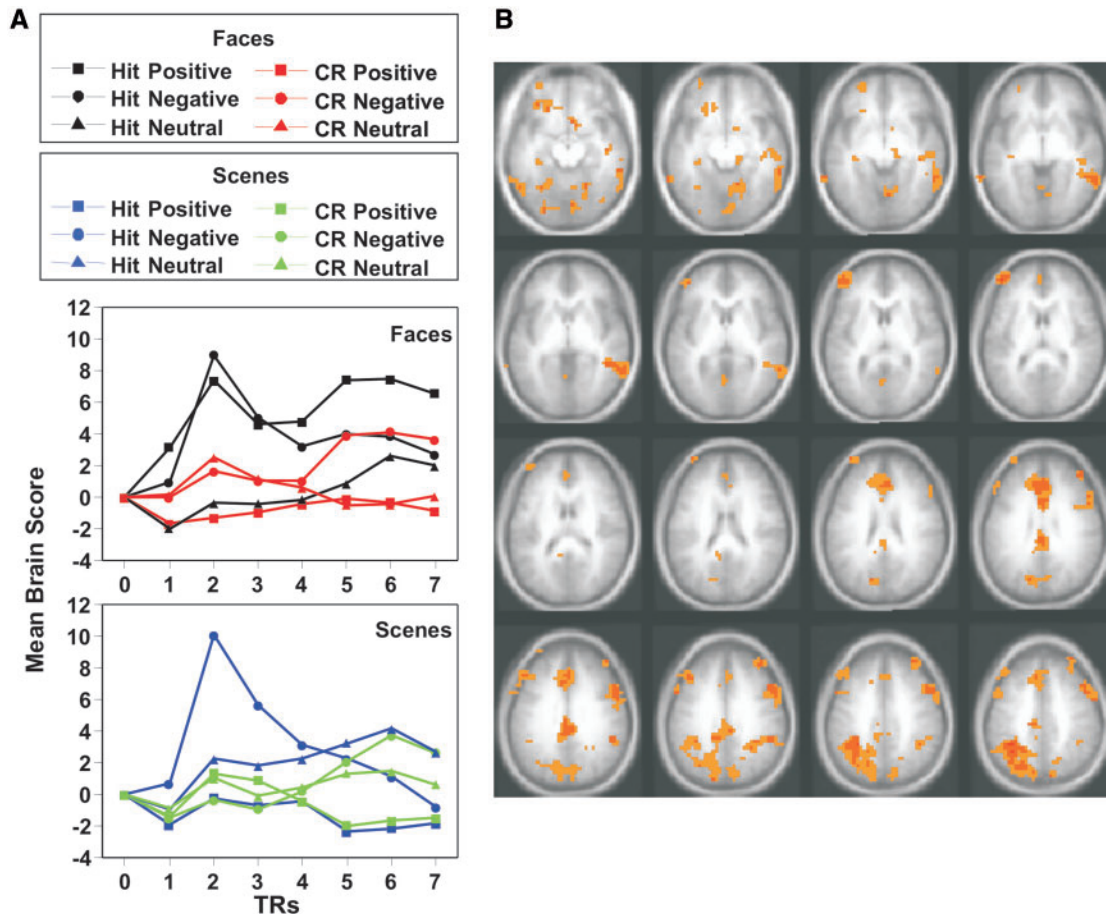 A
B
Faces
Hit Positive CR Positive
Hit Negative CR Negative
Hit Neutral CR Neutral
Scenes
Hit Positive CR Positive
Hit Negative CR Negative
Hit Neutral CR Neutral
Mean Brain Score
12
10
8
6
4
2
0
-2
-4
Faces
0 1 2 3 4 5 6 7
12
10
8
6
4
2
0
-2
-4
Scenes
0 1 2 3 4 5 6 7
TRs